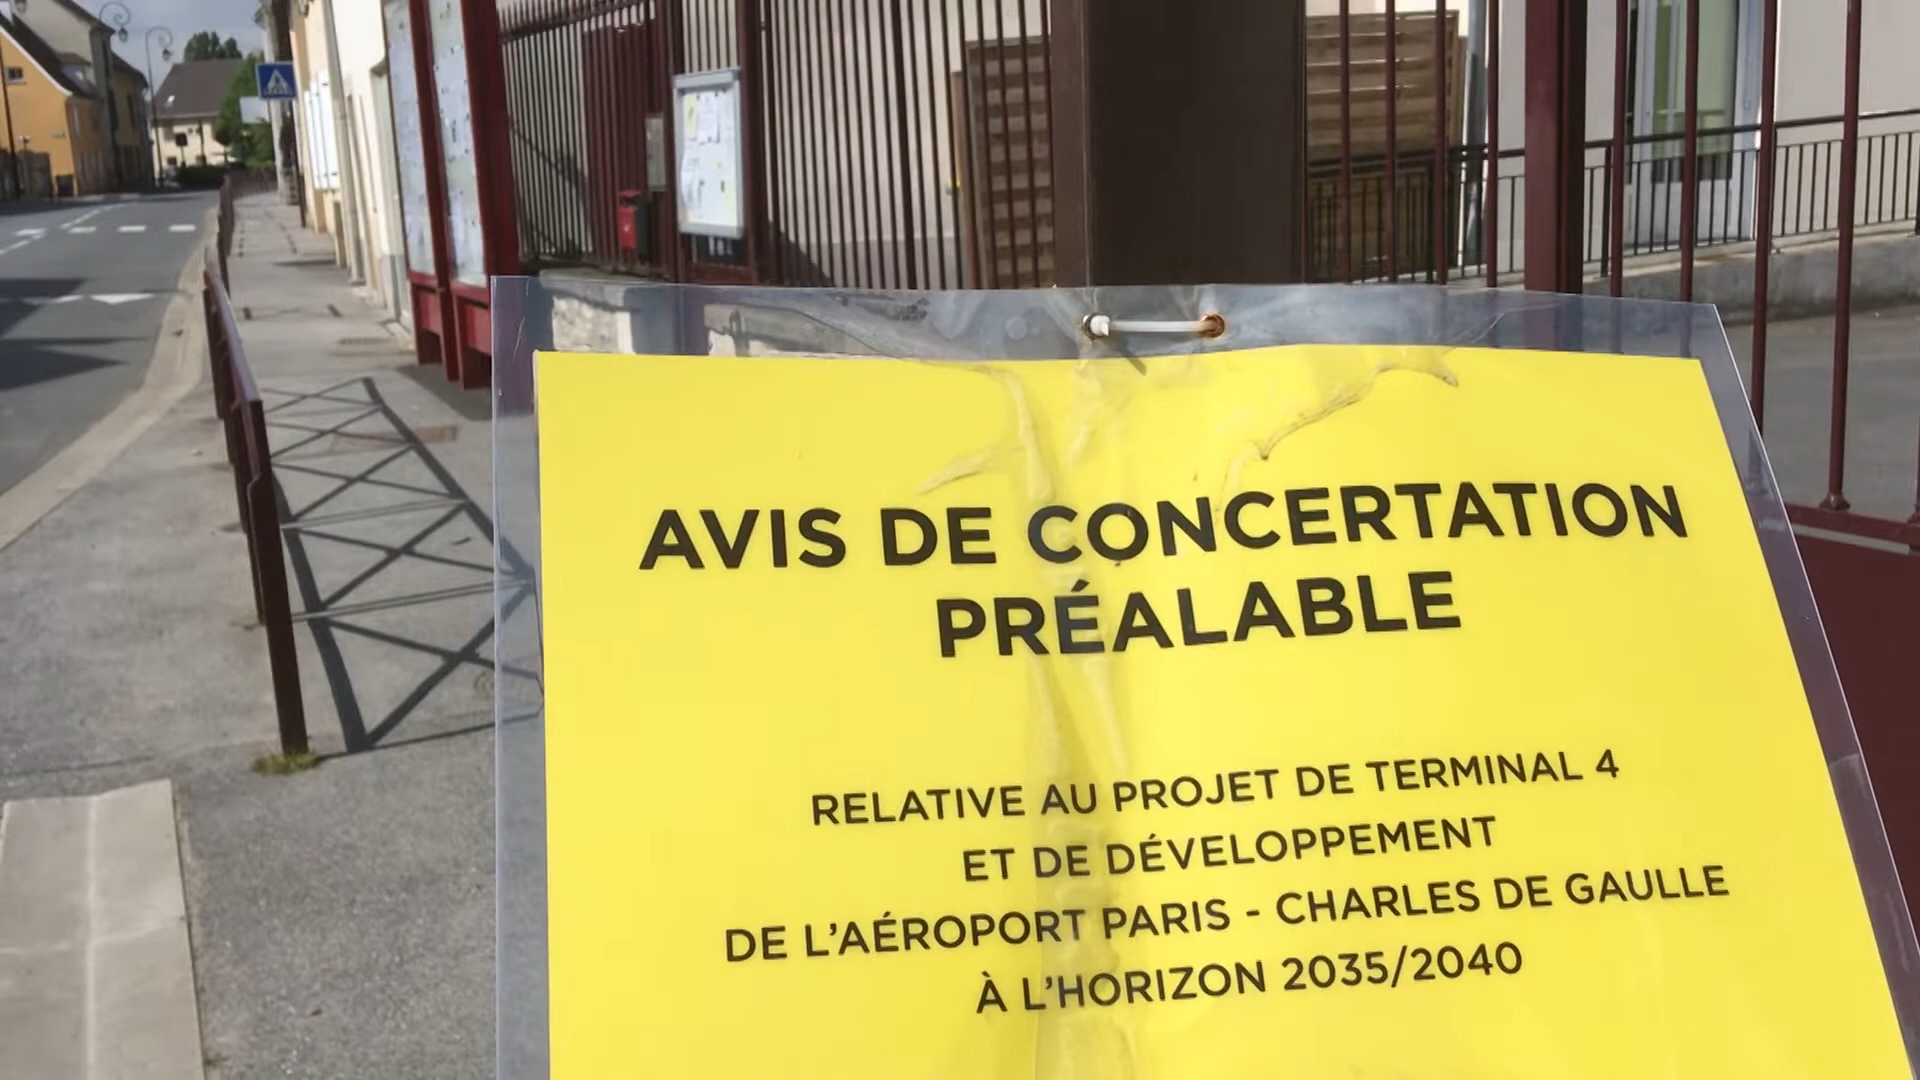 AVIS DE CONCERTATION
PRÉALABLE
RELATIVE AU PROJET DE TERMINAL 4
ET DE DÉVELOPPEMENT
DE L'AÉROPORT PARIS - CHARLES DE GAULLE
À L'HORIZON 2035/2040